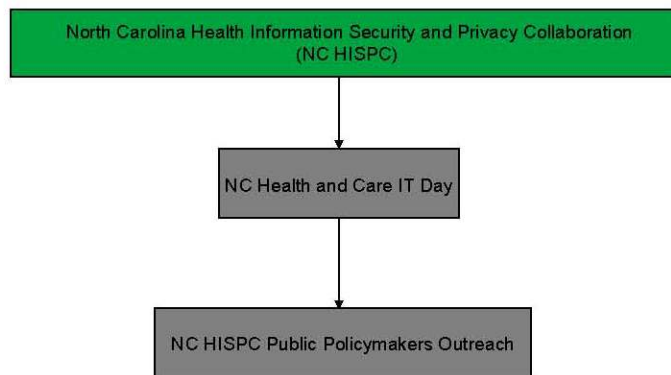 North Carolina Health Information Security and Privacy Collaboration
(NC HISPC)
NC Health and Care IT Day
NC HISPC Public Policymakers Outreach